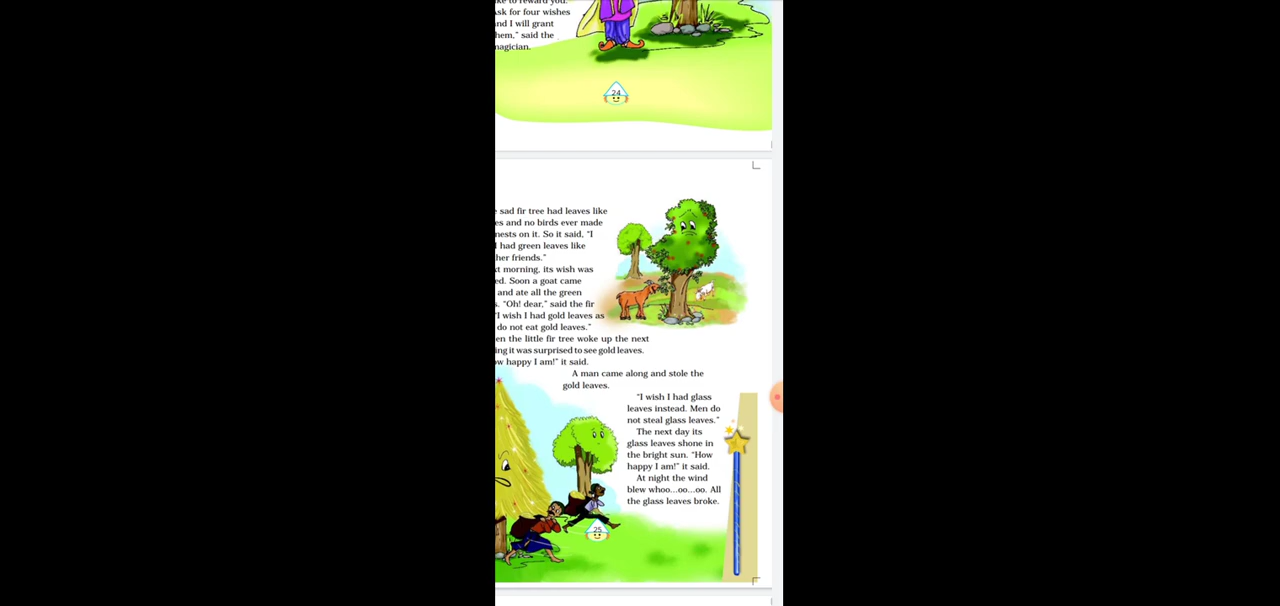 ask for four wishes
and I will grant
them," said the
magician.
24
sad fir tree had leaves like
and no birds ever made
nests on it. So it said, "I
had green leaves like
her friends."
morning, its wish was
Soon a goat came
and ate all the green
"Oh! dear," said the fir
"I wish I had gold leaves as
do not eat gold leaves."
en the little fir tree woke up the next
ing it was surprised to see gold leaves.
ow happy I am!" it said.
A man came along and stole the
gold leaves.
"I wish I had glass
leaves instead. Men do
not steal glass leaves."
The next day its
glass leaves shone in
the bright sun. "How
happy I am!" it said.
At night the wind
blew whoo...oo...oo. All
the glass leaves broke.
25